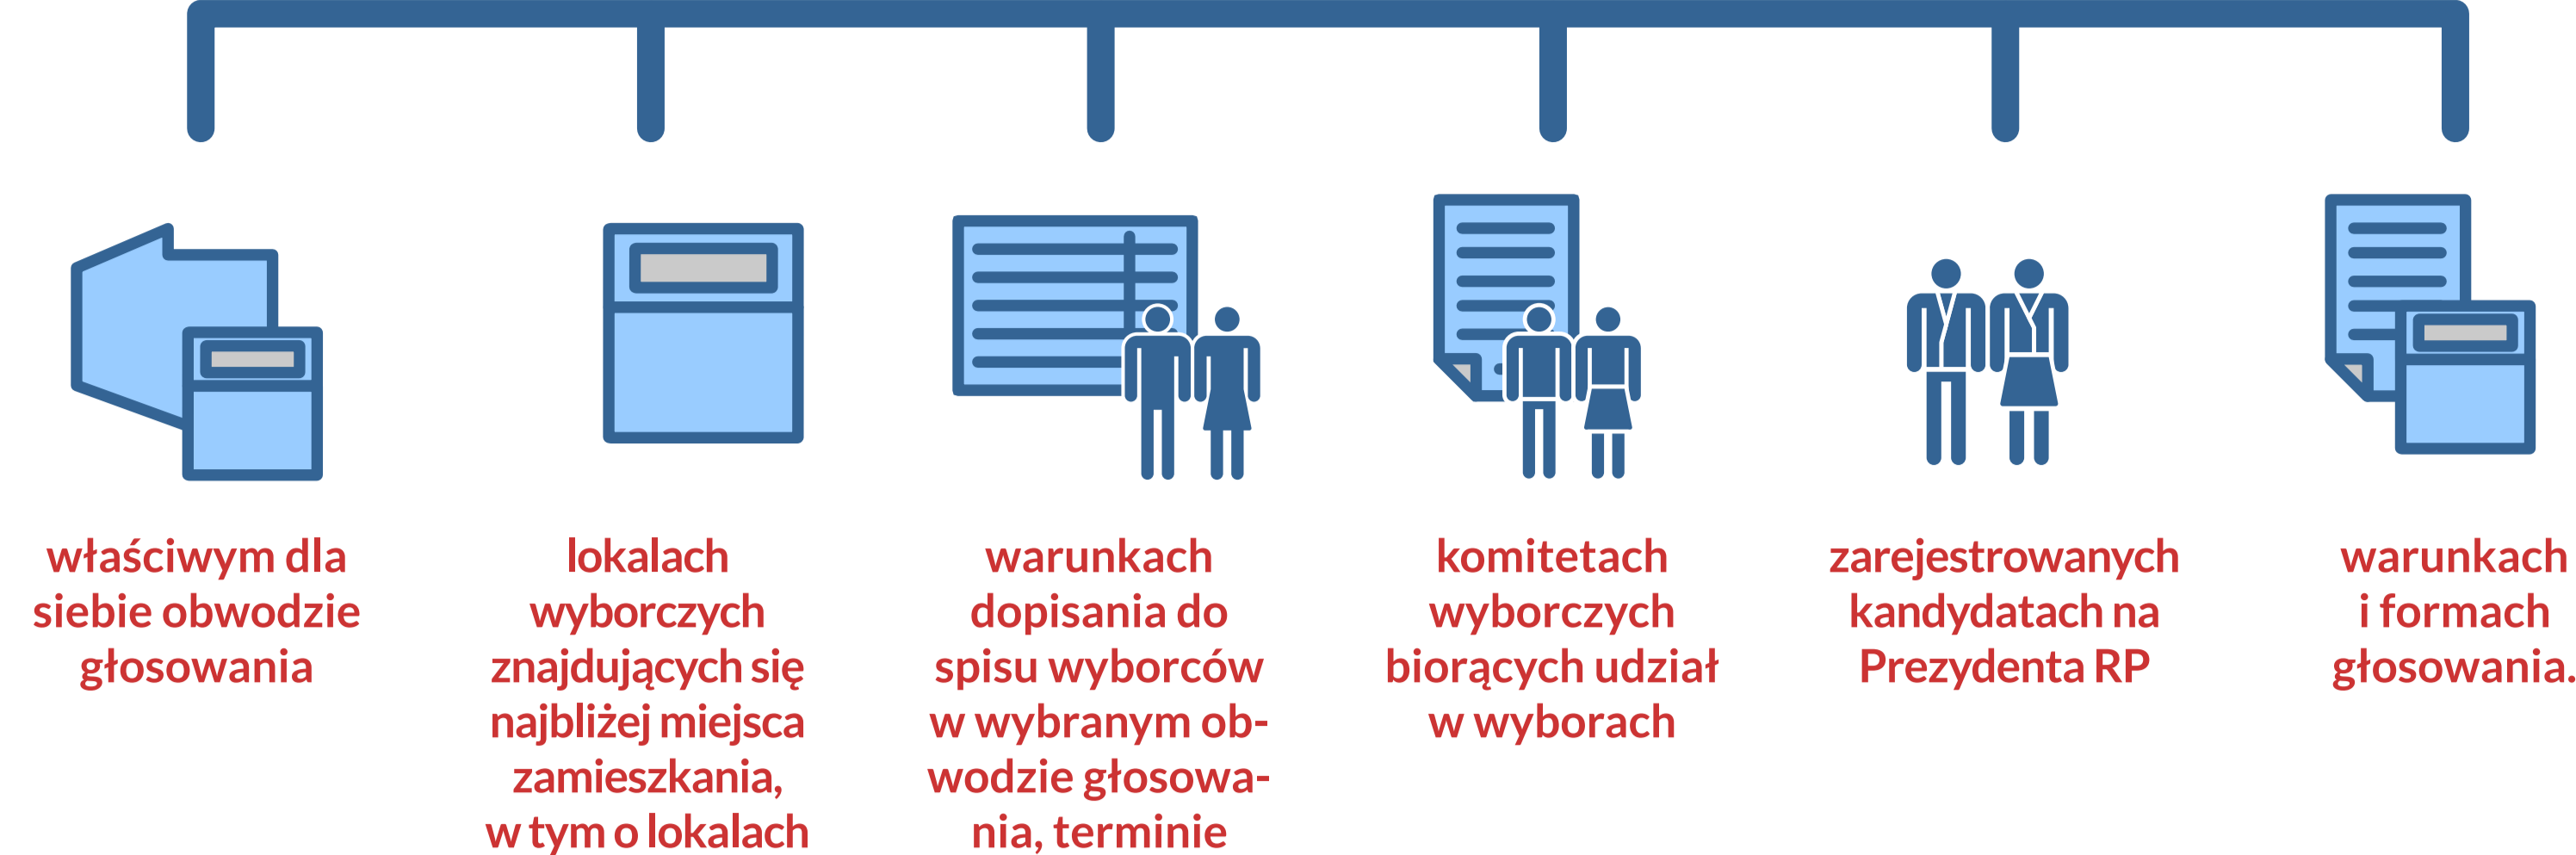 właściwym dla
siebie obwodzie
głosowania
lokalach
wyborczych
znajdujących się
najbliżej miejsca
zamieszkania,
w tym o lokalach
warunkach
dopisania do
spisu wyborców
w wybranym ob-
wodzie głosowa-
nia, terminie
komitetach
wyborczych
biorących udział
w wyborach
zarejestrowanych
kandydatach na
Prezydenta RP
warunkach
i formach
głosowania.